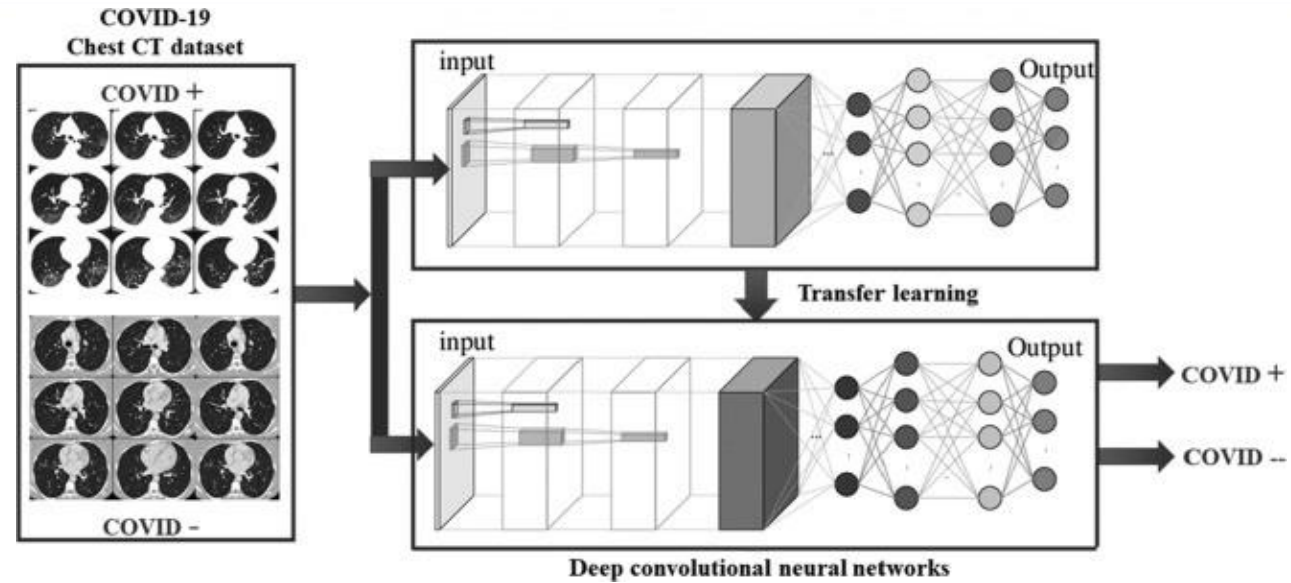 COVID-19
Chest CT dataset
COVID +
COVID -
input
Output
...
Transfer learning
input
Output
...
COVID +
COVID --
Deep convolutional neural networks